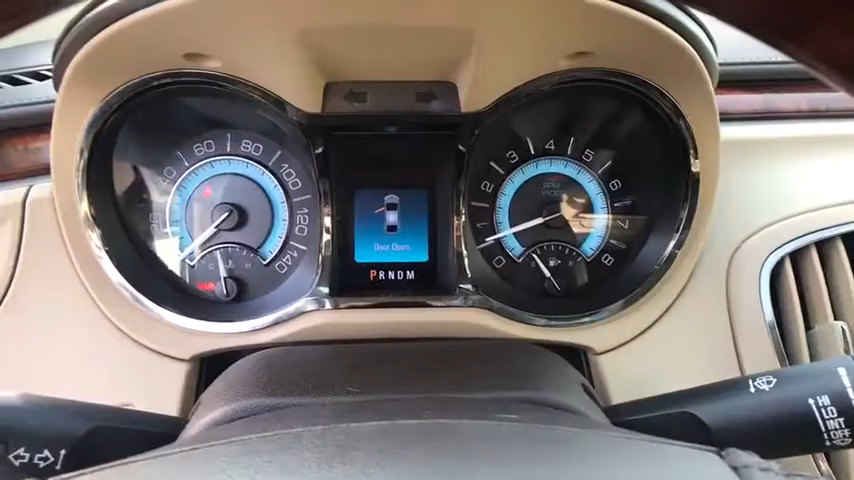 60 80 100
120
140
Door Open
PRNDM
0 1 2 3 4 5 6 7 8
RPM
x1000
HI
LO
INT
OFF